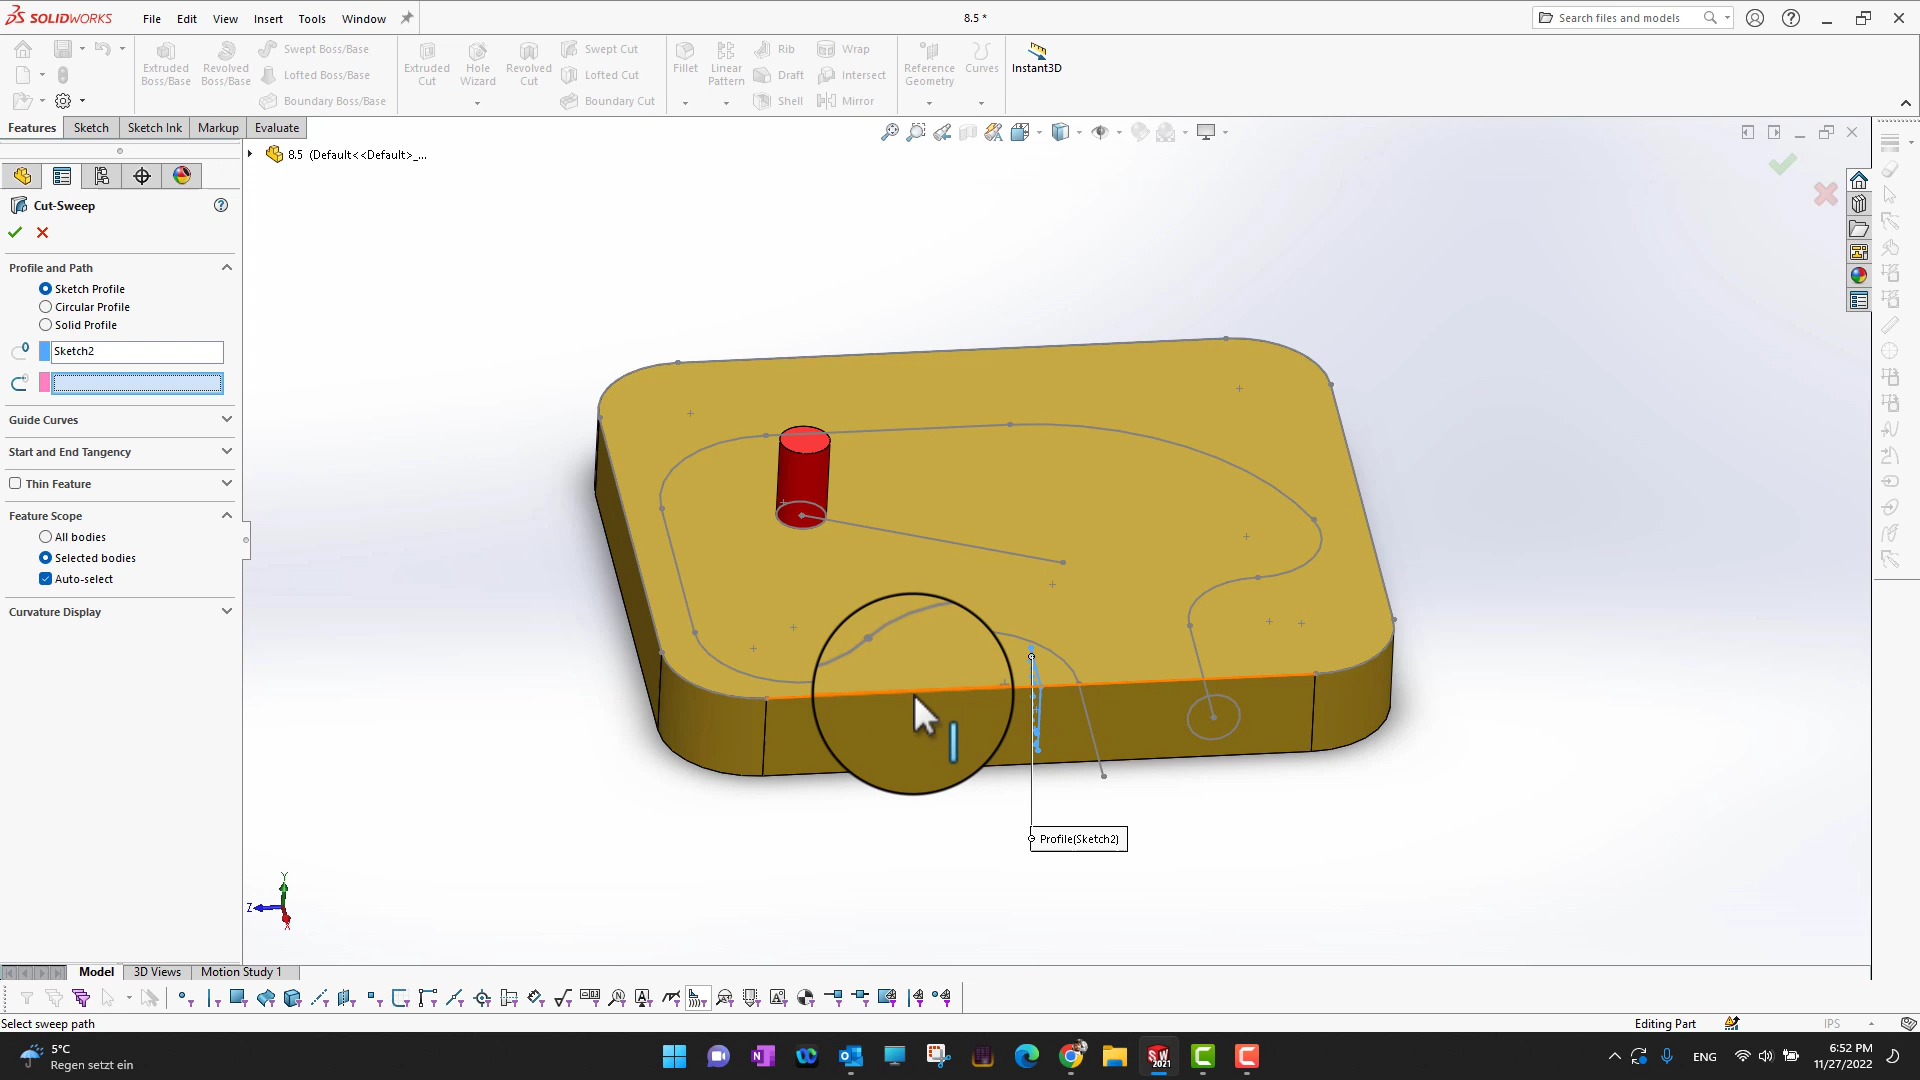 SOLIDWORKS
File Edit View Insert Tools Window
8.5 *
Search files and models
Extruded Boss/Base
Revolved Boss/Base
Swept Boss/Base
Lofted Boss/Base
Boundary Boss/Base
Extruded Cut
Hole Wizard
Revolved Cut
Swept Cut
Lofted Cut
Boundary Cut
Fillet
Linear Pattern
Rib
Draft
Shell
Wrap
Intersect
Mirror
Reference Geometry
Curves
Instant3D
Features Sketch Sketch Ink Markup Evaluate
8.5 (Default<<Default>_...
Cut-Sweep
Profile and Path
Sketch Profile
Circular Profile
Solid Profile
Sketch2
Guide Curves
Start and End Tangency
Thin Feature
Feature Scope
All bodies
Selected bodies
Auto-select
Curvature Display
Profile(Sketch2)
Y
Z
X
Model 3D Views Motion Study 1
Select sweep path
Editing Part
IPS
5°C
Regen setzt ein
SW 2021
ENG
6:52 PM
11/27/2022